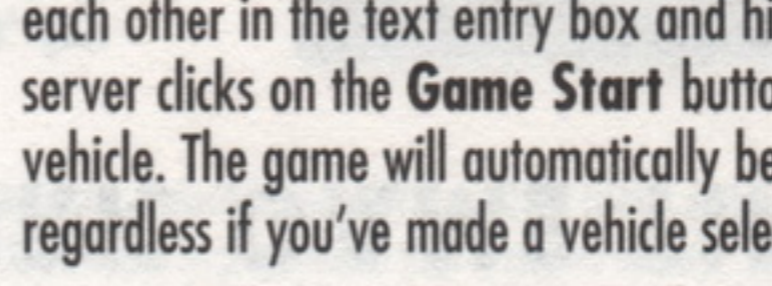 each other in the text entry box and hi
server clicks on the Game Start butto
vehicle. The game will automatically be
regardless if you've made a vehicle sele